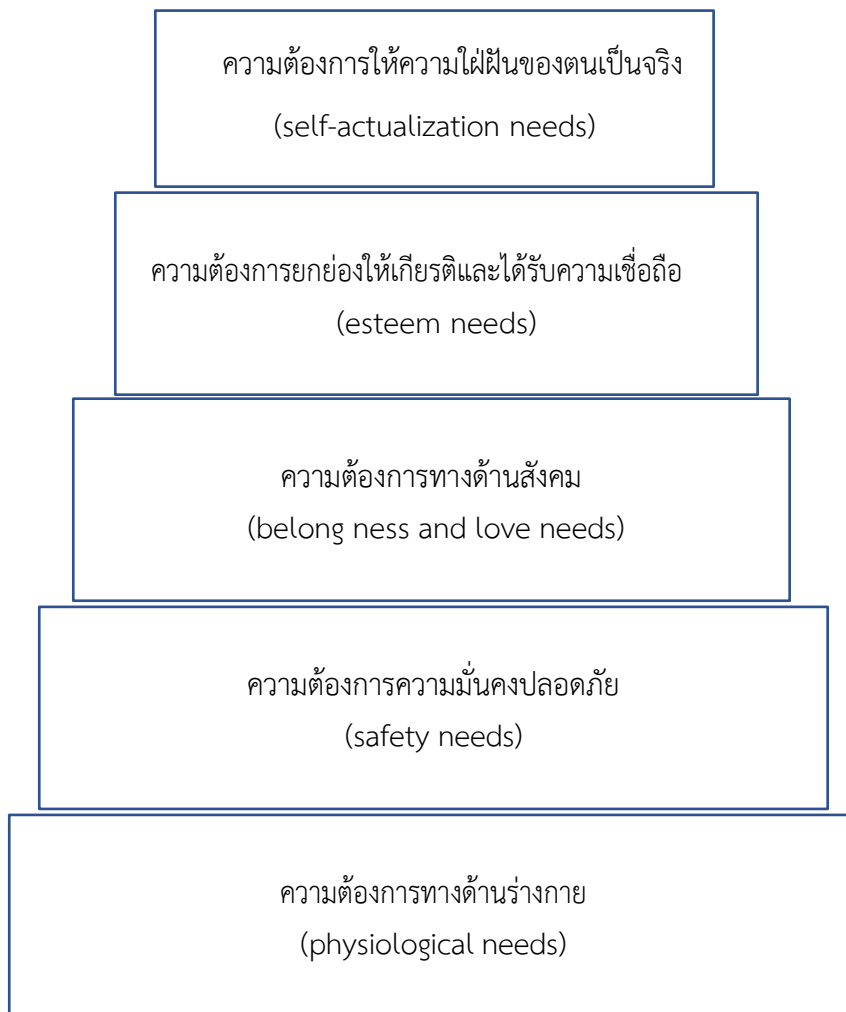 ความต้องการให้ความใฝ่ฝันของตนเป็นจริง
(self-actualization needs)
ความต้องการยกย่องให้เกียรติและได้รับความเชื่อถือ
(esteem needs)
ความต้องการทางด้านสังคม
(belong ness and love needs)
ความต้องการความมั่นคงปลอดภัย
(safety needs)
ความต้องการทางด้านร่างกาย
(physiological needs)